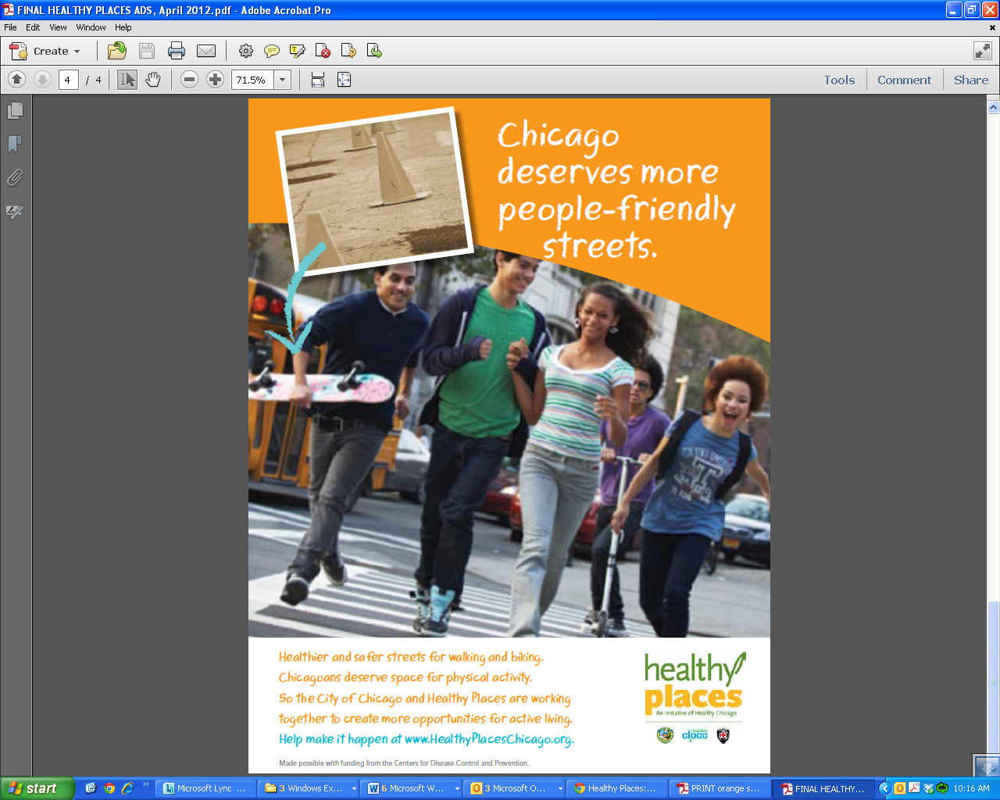 FINAL HEALTHY PLACES ADS, April 2012.pdf - Adobe Acrobat Pro
File Edit View Window Help
Create
4 / 4 71.5% Tools Comment Share
Chicago
deserves more
people-friendly
streets.
Healthier and safer streets for walking and biking.
Chicagoans deserve space for physical activity.
So the City of Chicago and Healthy Places are working
together to create more opportunities for active living.
Help make it happen at www.HealthyPlacesChicago.org.
Made possible with funding from the Centers for Disease Control and Prevention.
healthy
places
An Initiative of Healthy Chicago
clocc
start Microsoft Lync ... 3 Windows Ex... 6 Microsoft W... 3 Microsoft O... Healthy Places:... PRINT orange s... FINAL HEALTHY... 10:16 AM